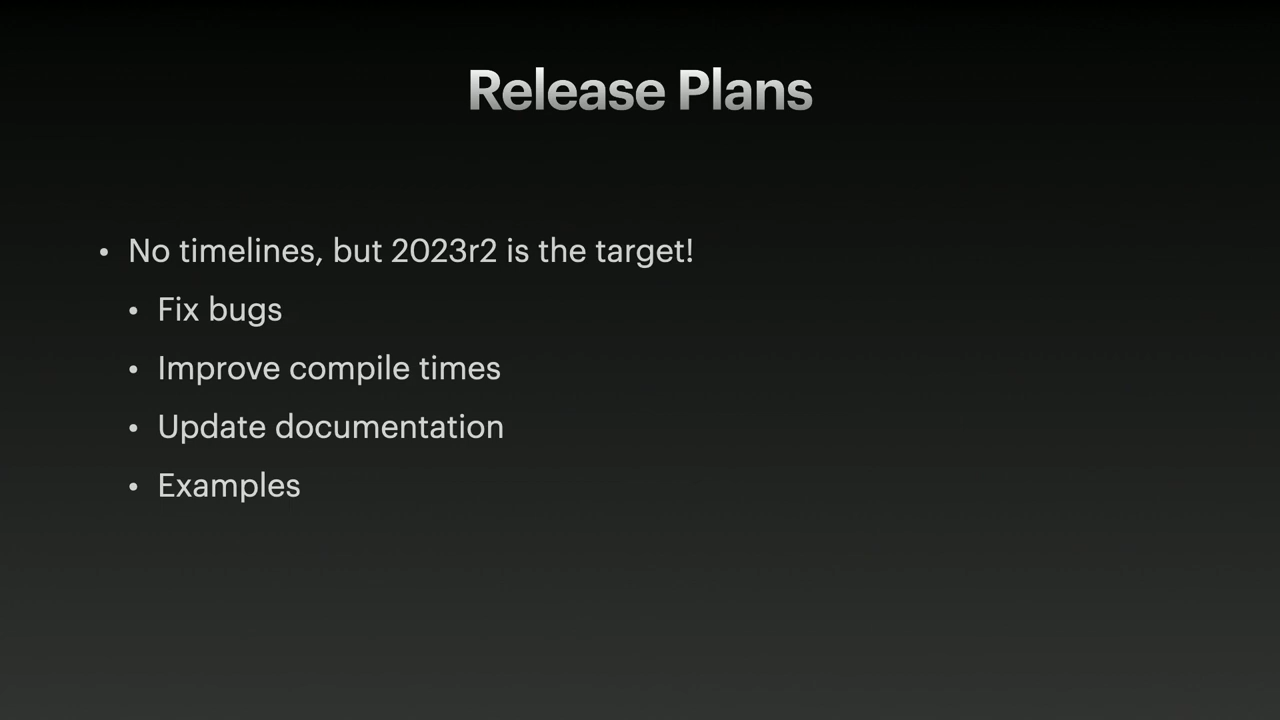 Release Plans
• No timelines, but 2023r2 is the target!
• Fix bugs
• Improve compile times
• Update documentation
• Examples